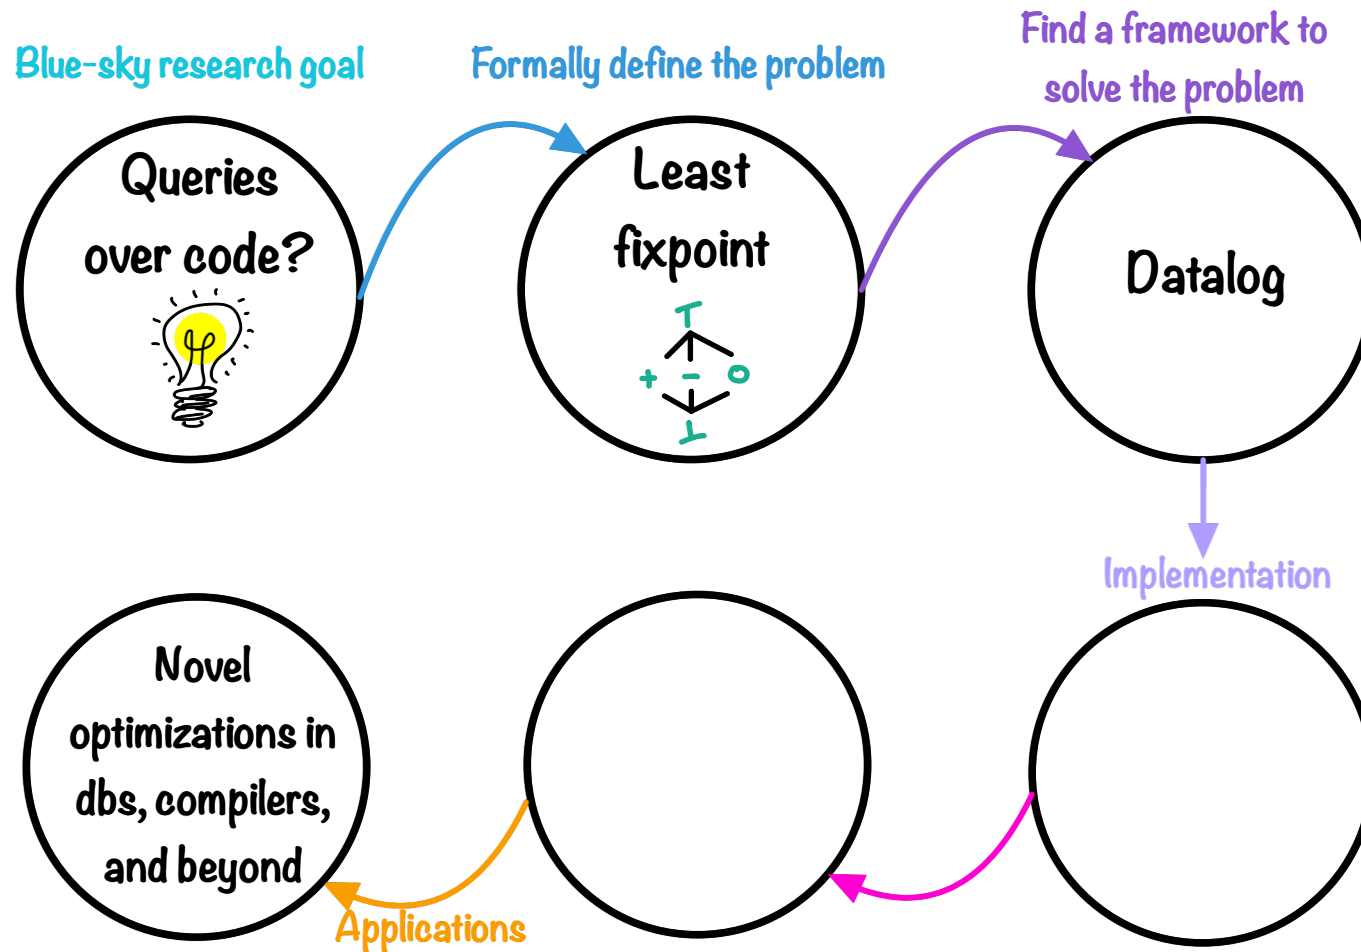 Blue-sky research goal
Formally define the problem
Find a framework to
solve the problem
Queries
over code?
Least
fixpoint
⊤
+ - 0
⊥
Datalog
Implementation
Novel
optimizations in
dbs, compilers,
and beyond
Applications